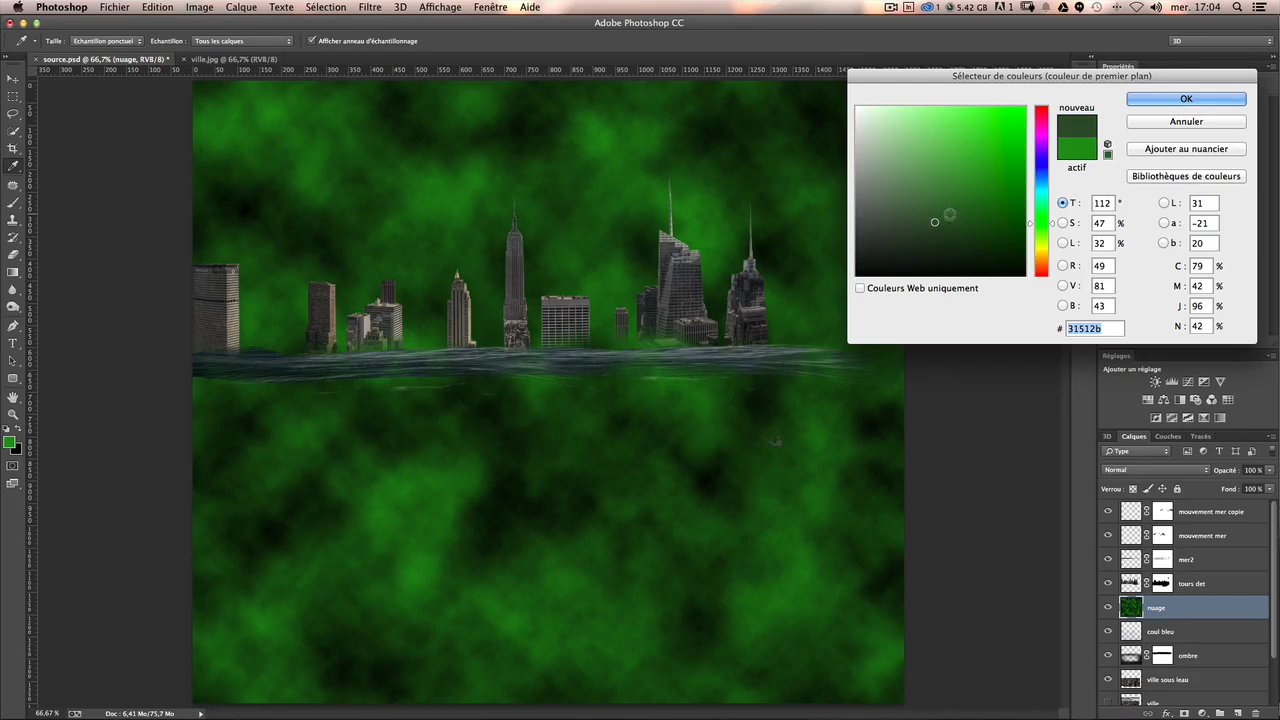 Photoshop Fichier Edition Image Calque Texte Sélection Filtre 3D Affichage Fenêtre Aide 1 5.42 GB 1 mer. 17:04
Adobe Photoshop CC
Taille : Echantillon ponctuel Echantillon : Tous les calques Afficher anneau d'échantillonnage 3D
source.psd @ 66,7% (nuage, RVB/8) * ville.jpg @ 66,7% (RVB/8)
Propriétés
Sélecteur de couleurs (couleur de premier plan)
nouveau
actif
OK
Annuler
Ajouter au nuancier
Bibliothèques de couleurs
T : 112 ° L : 31
S : 47 % a : -21
L : 32 % b : 20
R : 49 C : 79 %
V : 81 M : 42 %
B : 43 J : 96 %
Couleurs Web uniquement
# 31512b N : 42 %
Réglages
Ajouter un réglage
3D Calques Couches Tracés
Type
Normal Opacité : 100 %
Verrou : Fond : 100 %
mouvement mer copie
mouvement mer
mer2
tours det
nuage
coul bleu
ombre
ville sous leau
ville
66,67 % Doc : 6,41 Mo/75,7 Mo